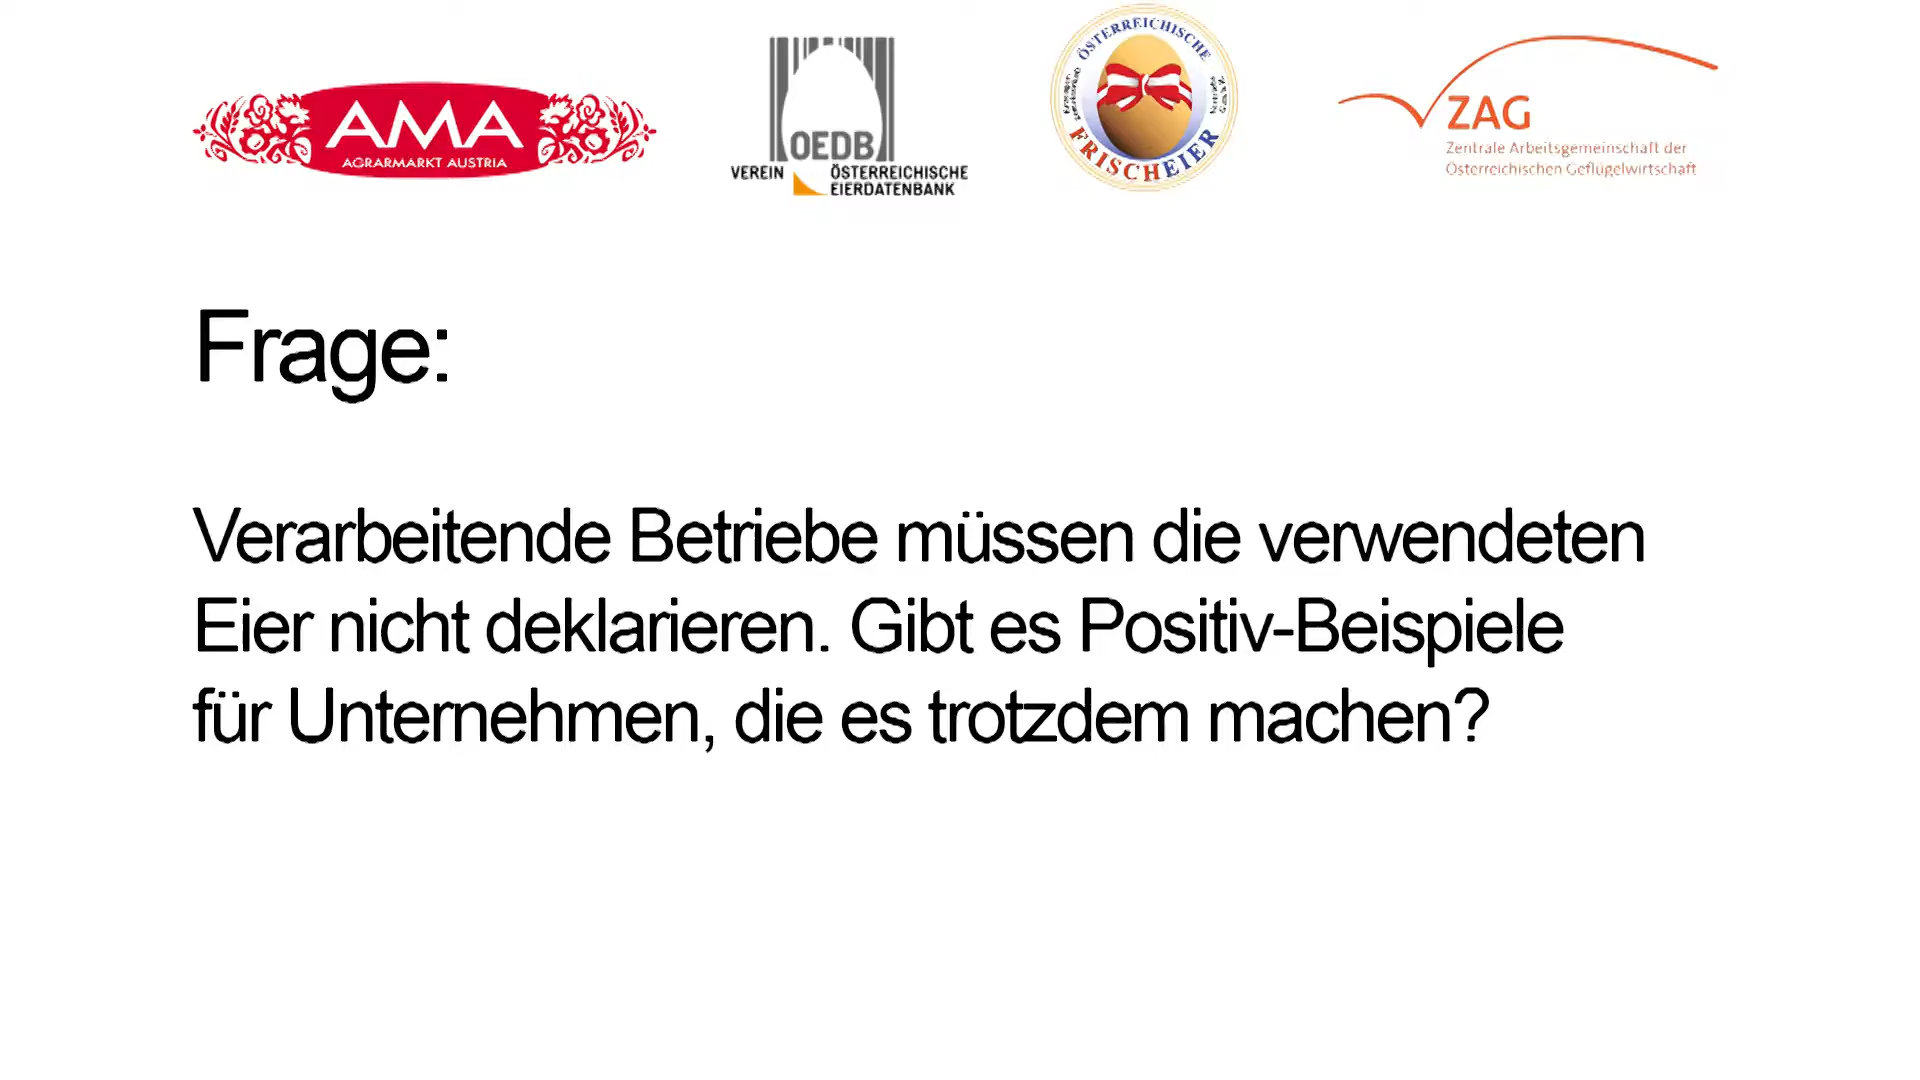 AMA
AGRARMARKT AUSTRIA
OEDB
VEREIN ÖSTERREICHISCHE
EIERDATENBANK
ÖSTERREICHISCHE
FRISCHEIER
ZAG
Zentrale Arbeitsgemeinschaft der
Österreichischen Geflügelwirtschaft
Frage:
Verarbeitende Betriebe müssen die verwendeten
Eier nicht deklarieren. Gibt es Positiv-Beispiele
für Unternehmen, die es trotzdem machen?